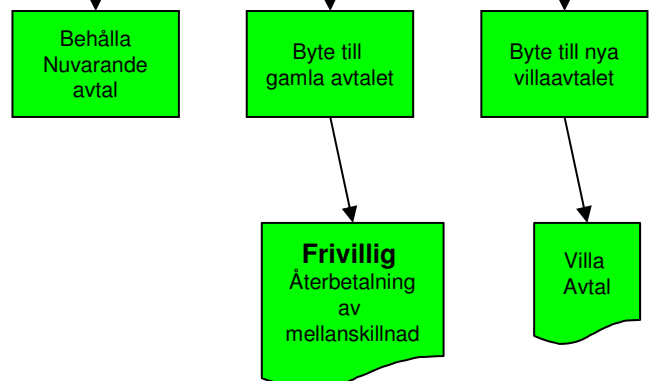 Behålla
Nuvarande
avtal
Byte till
gamla avtalet
Byte till nya
villaavtalet
Frivillig
Återbetalning
av
mellanskillnad
Villa
Avtal